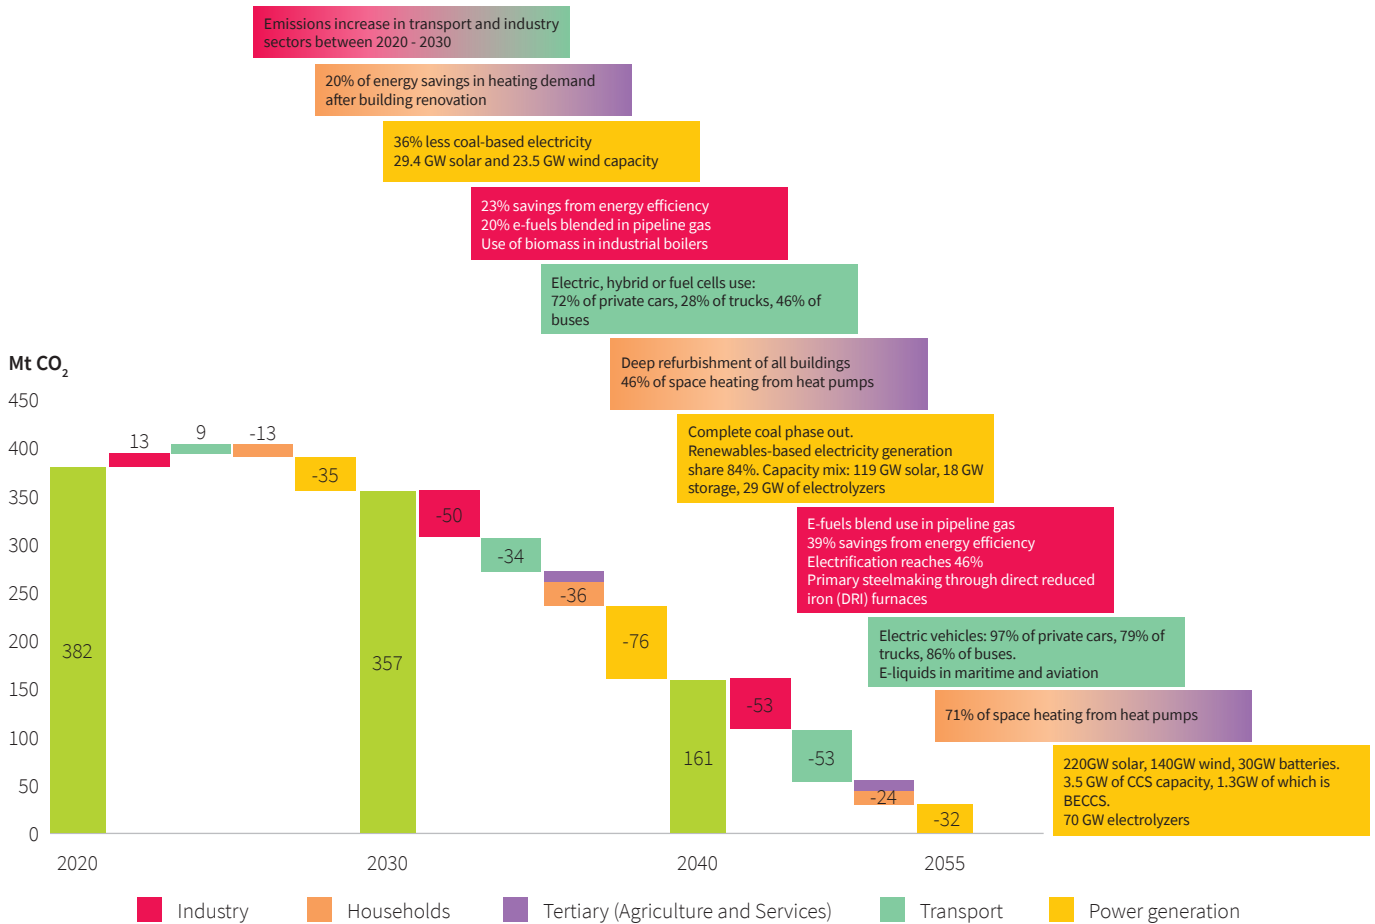 Emissions increase in transport and industry
sectors between 2020 - 2030
20% of energy savings in heating demand
after building renovation
36% less coal-based electricity
29.4 GW solar and 23.5 GW wind capacity
23% savings from energy efficiency
20% e-fuels blended in pipeline gas
Use of biomass in industrial boilers
Electric, hybrid or fuel cells use:
72% of private cars, 28% of trucks, 46% of
buses
Deep refurbishment of all buildings
46% of space heating from heat pumps
Complete coal phase out.
Renewables-based electricity generation
share 84%. Capacity mix: 119 GW solar, 18 GW
storage, 29 GW of electrolyzers
E-fuels blend use in pipeline gas
39% savings from energy efficiency
Electrification reaches 46%
Primary steelmaking through direct reduced
iron (DRI) furnaces
Electric vehicles: 97% of private cars, 79% of
trucks, 86% of buses.
E-liquids in maritime and aviation
71% of space heating from heat pumps
220GW solar, 140GW wind, 30GW batteries.
3.5 GW of CCS capacity, 1.3GW of which is
BECCS.
70 GW electrolyzers
Mt CO2
450
400
350
300
250
200
150
100
50
0
382
13
9
-13
-35
357
-50
-34
-36
-76
161
-53
-53
-24
-32
2020
2030
2040
2055
Industry
Households
Tertiary (Agriculture and Services)
Transport
Power generation